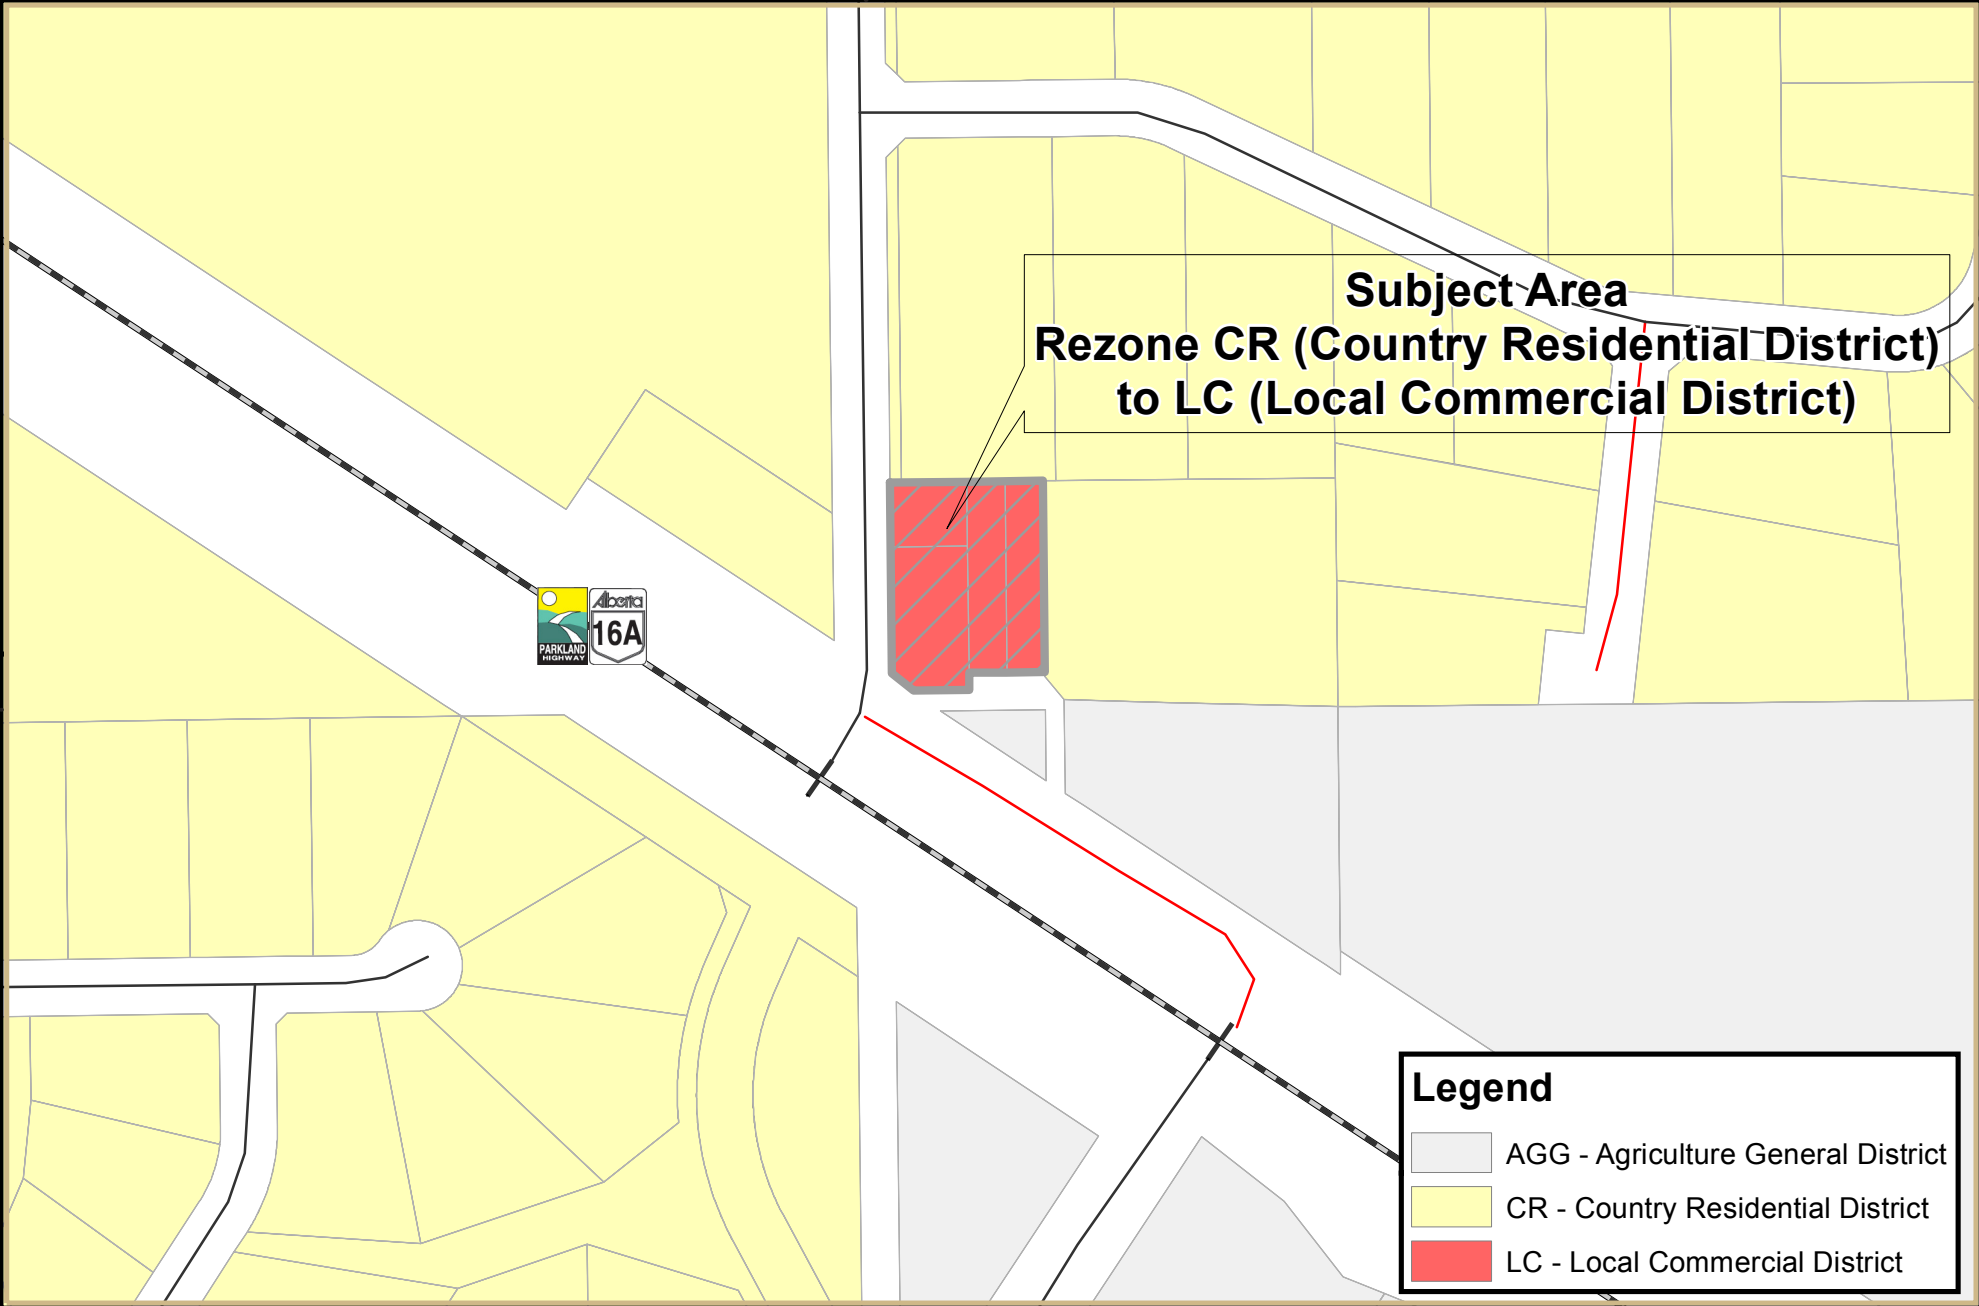 Subject Area
Rezone CR (Country Residential District)
to LC (Local Commercial District)
Alberta
16A
PARKLAND
HIGHWAY
Legend
AGG - Agriculture General District
CR - Country Residential District
LC - Local Commercial District